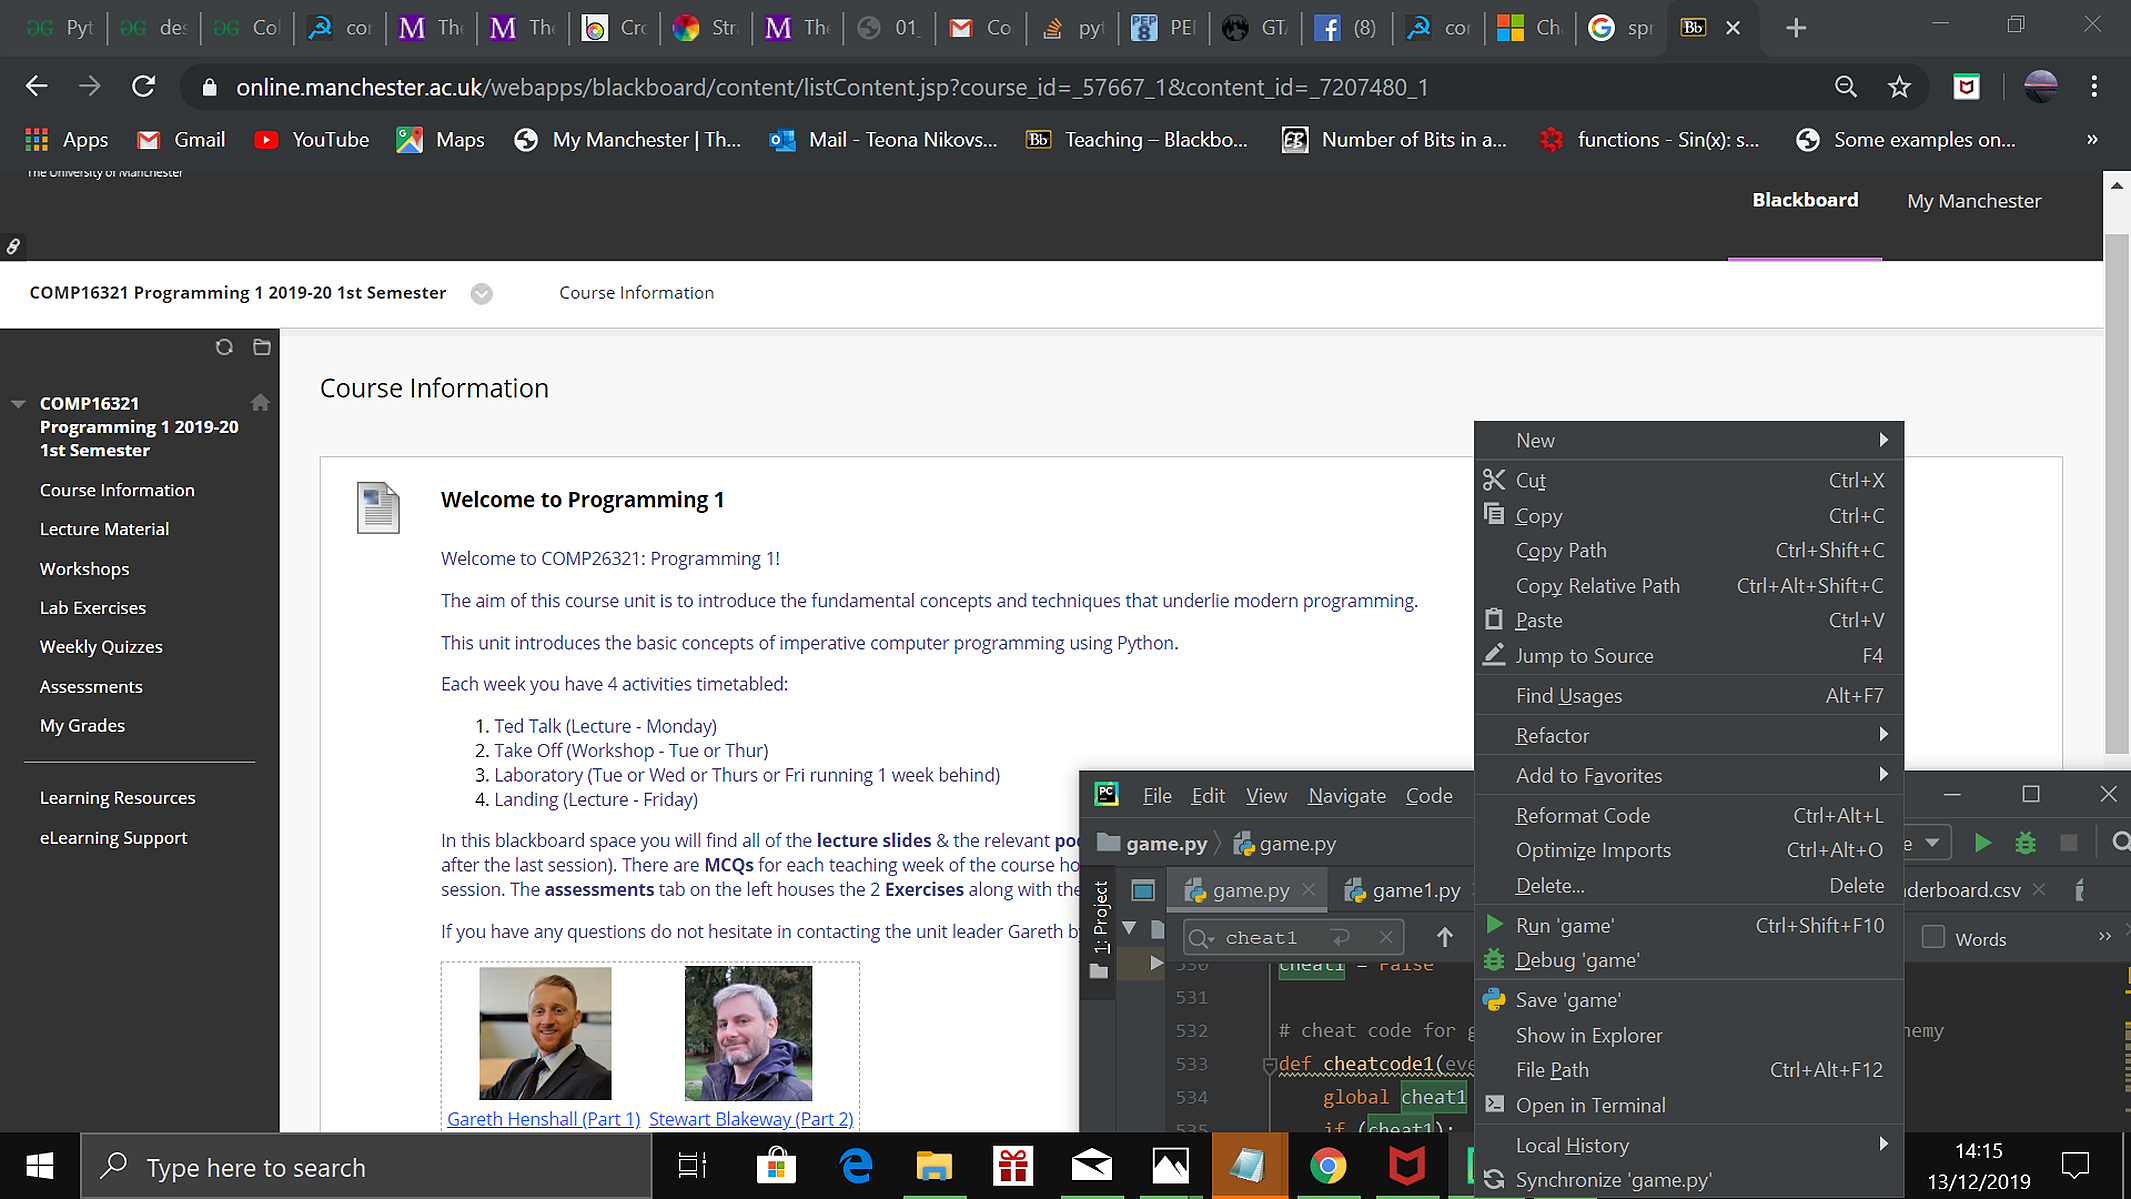 Pyt
des
Col
cor
The
The
Cro
Str
The
01_
Co
pyt
PEP 8
PEI
GT
(8)
cor
Ch
spr
Bb
online.manchester.ac.uk/webapps/blackboard/content/listContent.jsp?course_id=_57667_1&content_id=_7207480_1
Apps
Gmail
YouTube
Maps
My Manchester | Th...
Mail - Teona Nikovs...
Bb
Teaching – Blackbo...
Number of Bits in a...
functions - Sin(x): s...
Some examples on...
»
The University of Manchester
Blackboard
My Manchester
COMP16321 Programming 1 2019-20 1st Semester
Course Information
COMP16321
Programming 1 2019-20
1st Semester
Course Information
Lecture Material
Workshops
Lab Exercises
Weekly Quizzes
Assessments
My Grades
Learning Resources
eLearning Support
Course Information
Welcome to Programming 1
Welcome to COMP26321: Programming 1!
The aim of this course unit is to introduce the fundamental concepts and techniques that underlie modern programming.
This unit introduces the basic concepts of imperative computer programming using Python.
Each week you have 4 activities timetabled:
1. Ted Talk (Lecture - Monday)
2. Take Off (Workshop - Tue or Thur)
3. Laboratory (Tue or Wed or Thurs or Fri running 1 week behind)
4. Landing (Lecture - Friday)
In this blackboard space you will find all of the lecture slides & the relevant
after the last session). There are MCQs for each teaching week of the course
session. The assessments tab on the left houses the 2 Exercises along with the
If you have any questions do not hesitate in contacting the unit leader Gareth
Gareth Henshall (Part 1) Stewart Blakeway (Part 2)
PC
File Edit View Navigate Code
game.py
game.py
1: Project
game.py
game1.py
derboard.csv
cheat1
Words
»
530 cheat1 = False
531
532 # cheat code for
hemy
533 def cheatcode1(eve
534 global cheat1
535 if (cheat1):
New
Cut Ctrl+X
Copy Ctrl+C
Copy Path Ctrl+Shift+C
Copy Relative Path Ctrl+Alt+Shift+C
Paste Ctrl+V
Jump to Source F4
Find Usages Alt+F7
Refactor
Add to Favorites
Reformat Code Ctrl+Alt+L
Optimize Imports Ctrl+Alt+O
Delete... Delete
Run 'game' Ctrl+Shift+F10
Debug 'game'
Save 'game'
Show in Explorer
File Path Ctrl+Alt+F12
Open in Terminal
Local History
Synchronize 'game.py'
Type here to search
14:15
13/12/2019